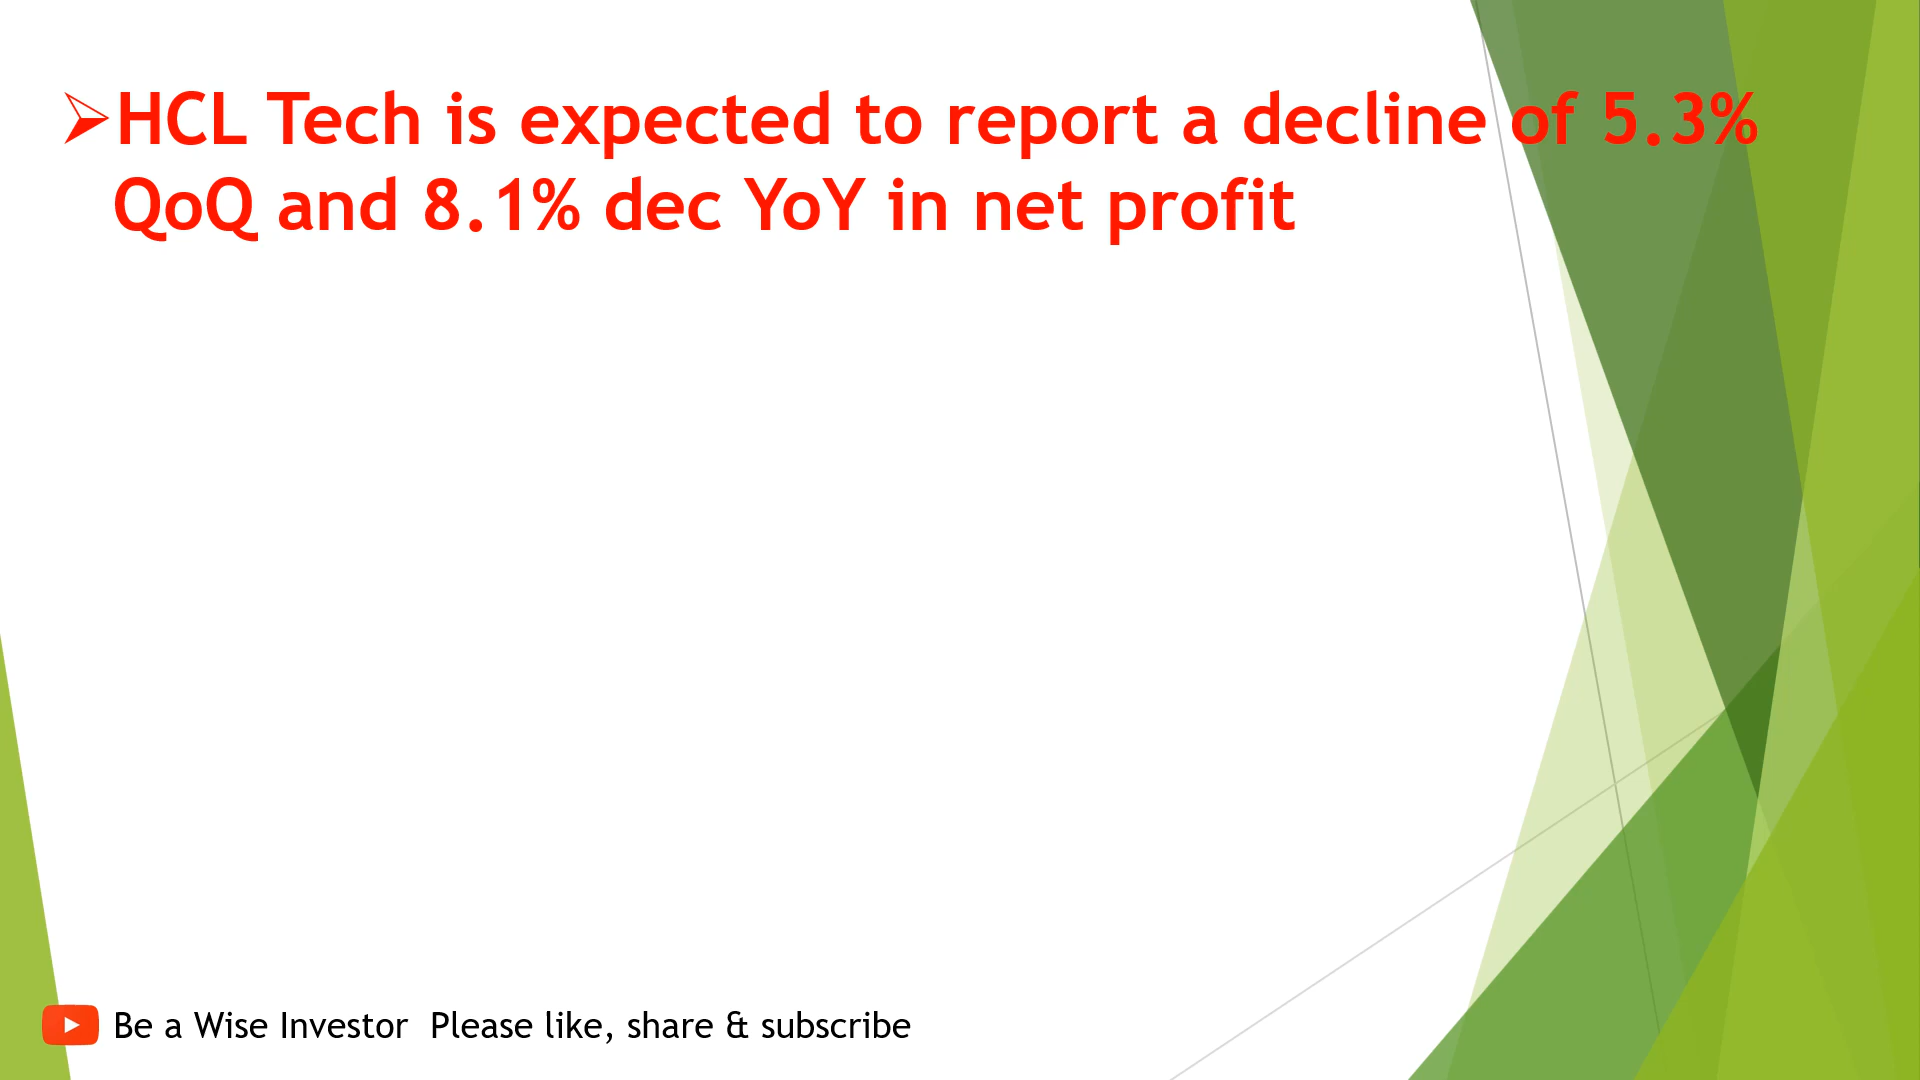 ➢HCL Tech is expected to report a decline of 5.3%
QoQ and 8.1% dec YoY in net profit
Be a Wise Investor Please like, share & subscribe